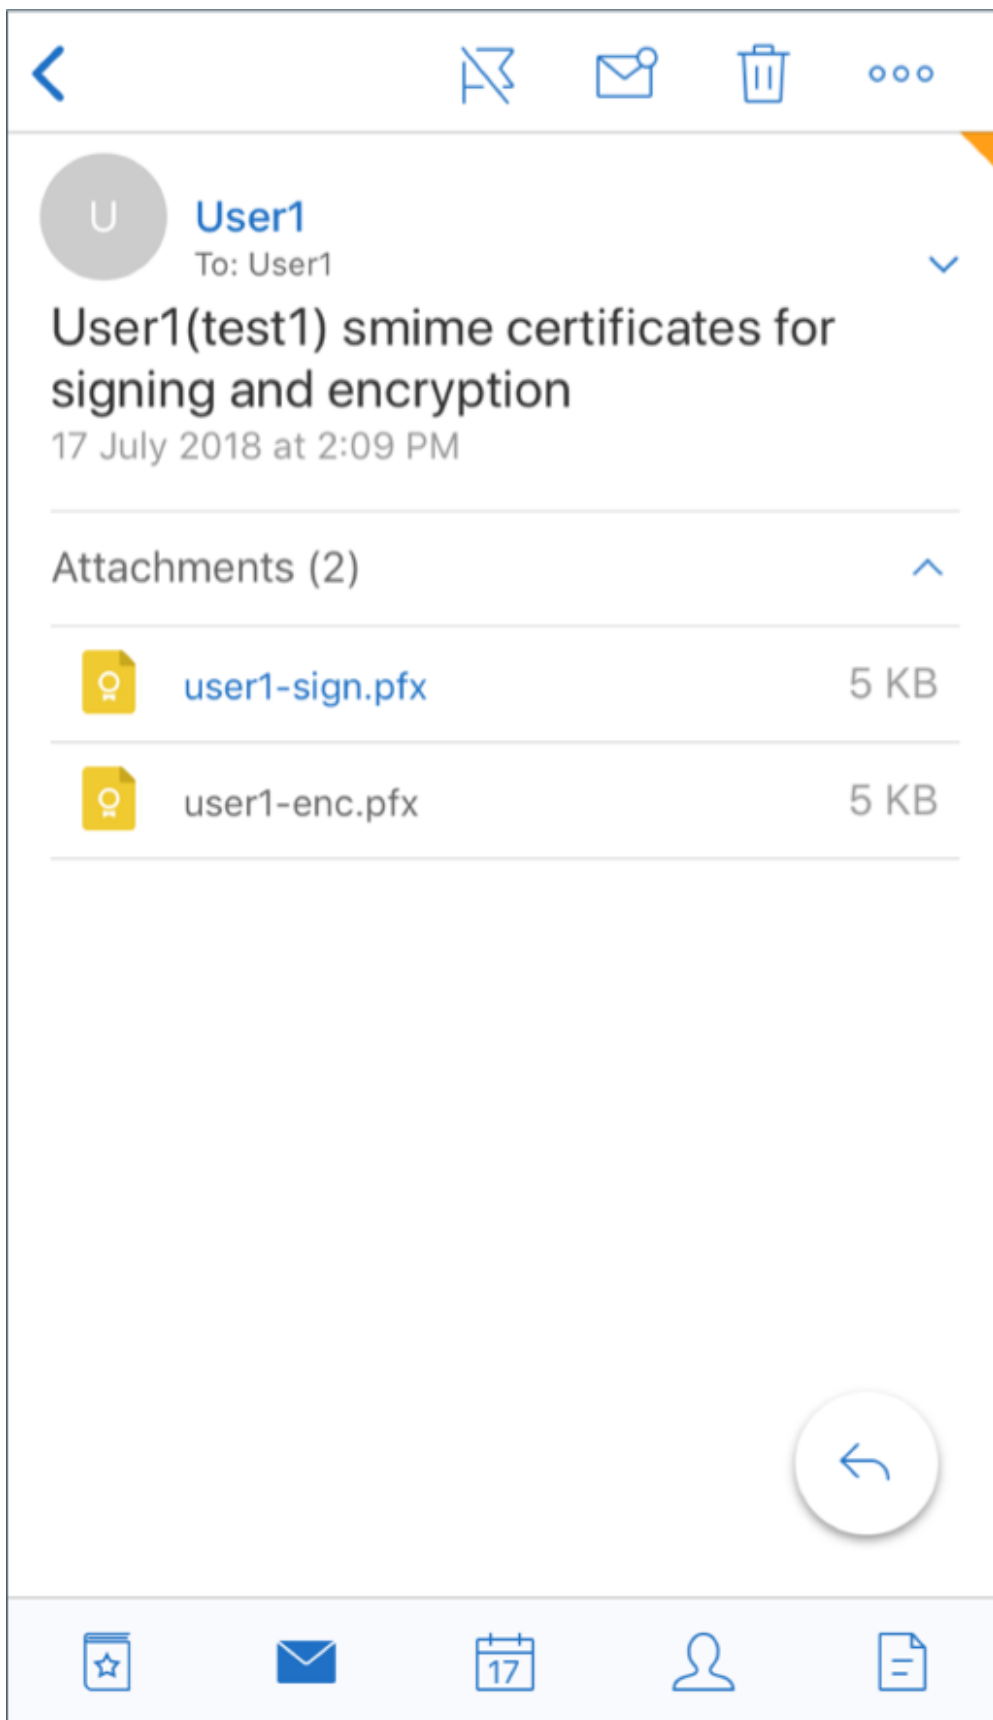 U
User1
To: User1
User1(test1) smime certificates for
signing and encryption
17 July 2018 at 2:09 PM
Attachments (2)
user1-sign.pfx 5 KB
user1-enc.pfx 5 KB
17